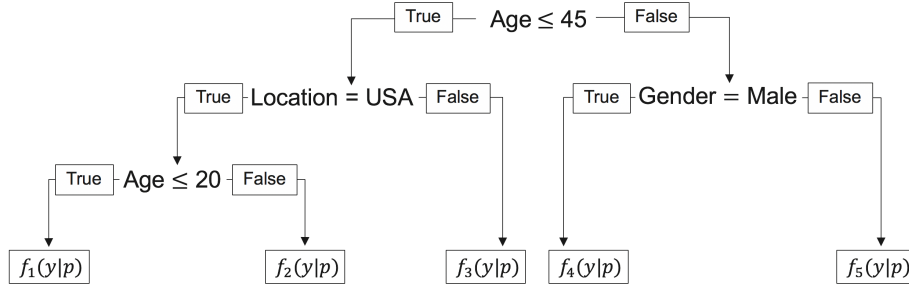 True Age ≤ 45 False
True Location = USA False True Gender = Male False
True Age ≤ 20 False
f₁(y|p) f₂(y|p) f₃(y|p) f₄(y|p) f₅(y|p)